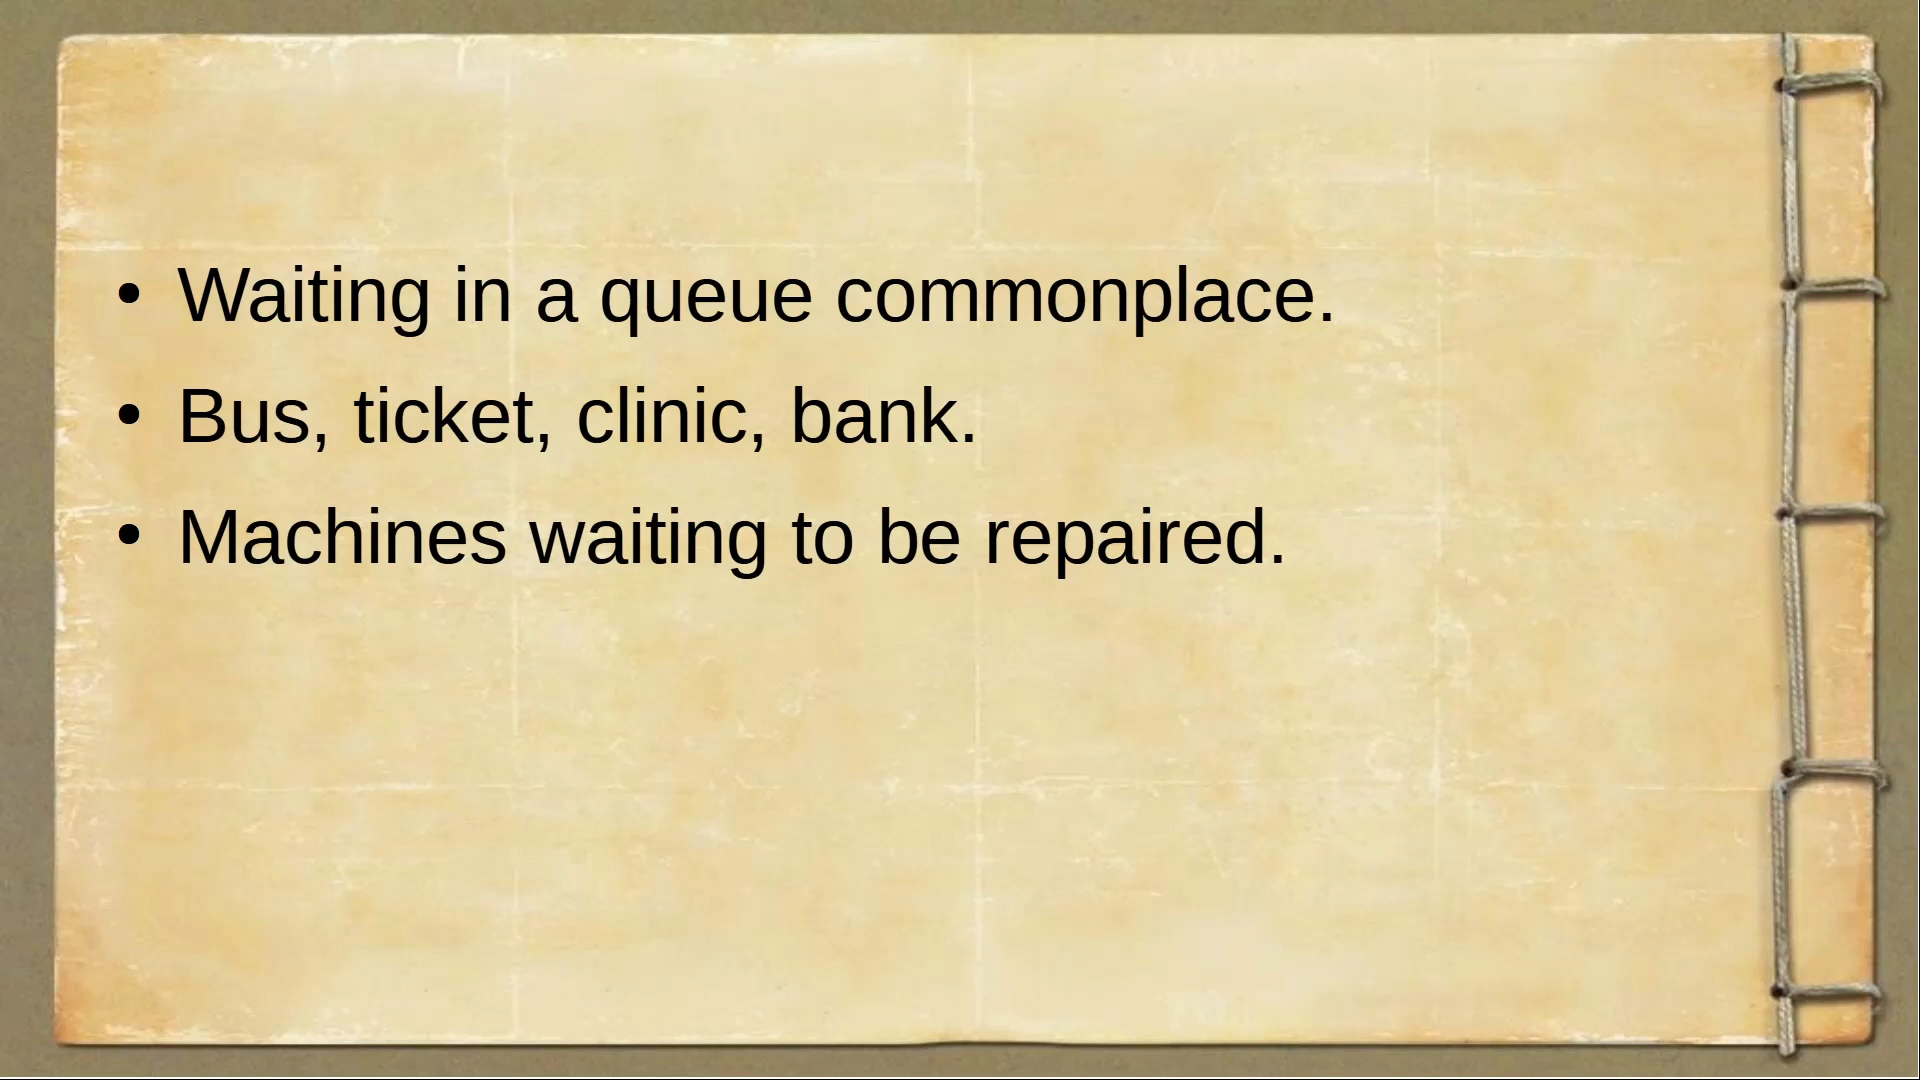 • Waiting in a queue commonplace.
• Bus, ticket, clinic, bank.
• Machines waiting to be repaired.